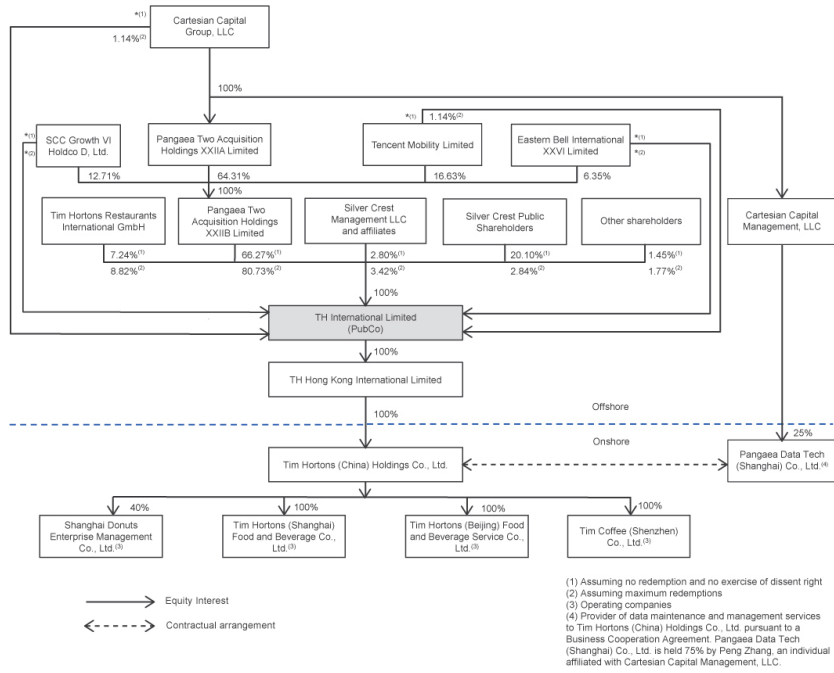 *(1)
Cartesian Capital
Group, LLC
1.14%(2)
100%
*(1)
1.14%(2)
*(1)
SCC Growth VI
Holdco D, Ltd.
*(2)
Pangaea Two Acquisition
Holdings XXIIA Limited
Tencent Mobility Limited
Eastern Bell International
XXVI Limited
*(1)
*(2)
12.71%
64.31%
16.63%
6.35%
100%
Tim Hortons Restaurants
International GmbH
Pangaea Two
Acquisition Holdings
XXIIB Limited
Silver Crest
Management LLC
and affiliates
Silver Crest Public
Shareholders
Other shareholders
Cartesian Capital
Management, LLC
7.24%(1)
66.27%(1)
2.80%(1)
20.10%(1)
1.45%(1)
8.82%(2)
80.73%(2)
3.42%(2)
2.84%(2)
1.77%(2)
100%
TH International Limited
(PubCo)
100%
TH Hong Kong International Limited
100%
Offshore
Onshore
25%
Tim Hortons (China) Holdings Co., Ltd.
Pangaea Data Tech
(Shanghai) Co., Ltd.(4)
40%
100%
100%
100%
Shanghai Donuts
Enterprise Management
Co., Ltd.(3)
Tim Hortons (Shanghai)
Food and Beverage Co.,
Ltd.(3)
Tim Hortons (Beijing) Food
and Beverage Service Co.,
Ltd.(3)
Tim Coffee (Shenzhen)
Co., Ltd.(3)
Equity Interest
Contractual arrangement
(1) Assuming no redemption and no exercise of dissent right
(2) Assuming maximum redemptions
(3) Operating companies
(4) Provider of data maintenance and management services
to Tim Hortons (China) Holdings Co., Ltd. pursuant to a
Business Cooperation Agreement. Pangaea Data Tech
(Shanghai) Co., Ltd. is held 75% by Peng Zhang, an individual
affiliated with Cartesian Capital Management, LLC.